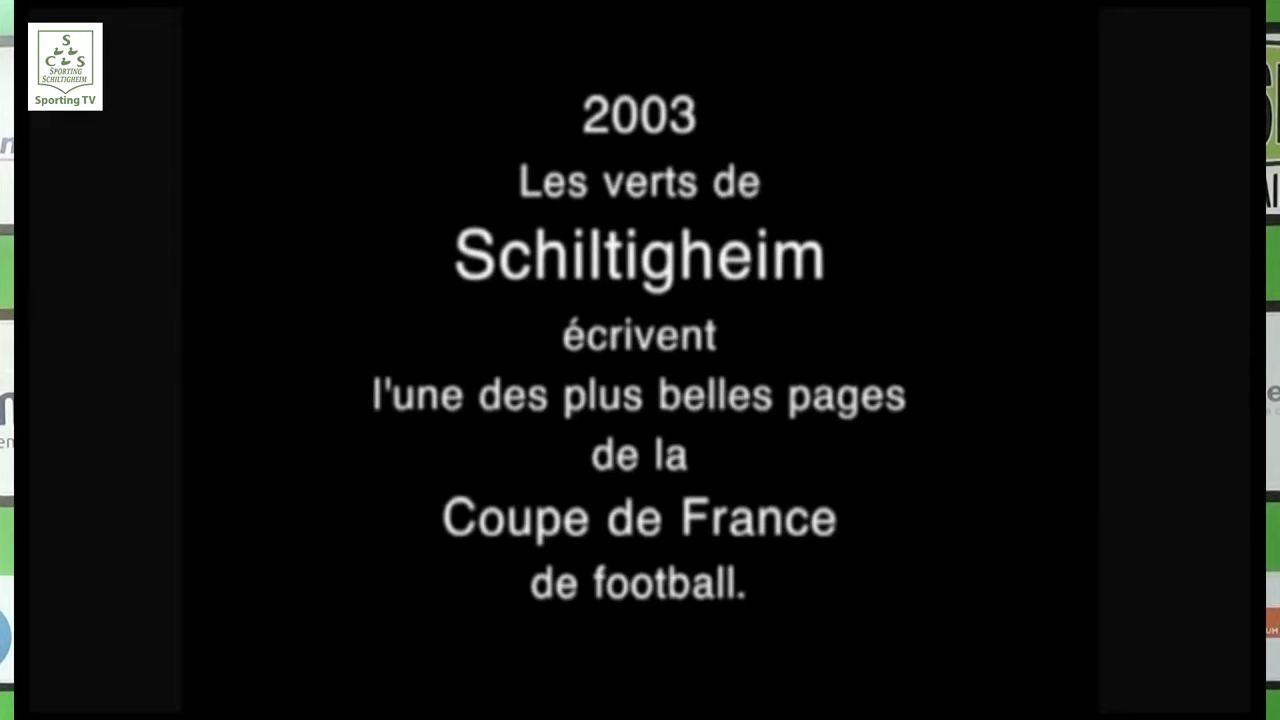 S
C S
SPORTING
SCHILTIGHEIM
Sporting TV
2003
Les verts de
Schiltigheim
écrivent
l'une des plus belles pages
de la
Coupe de France
de football.